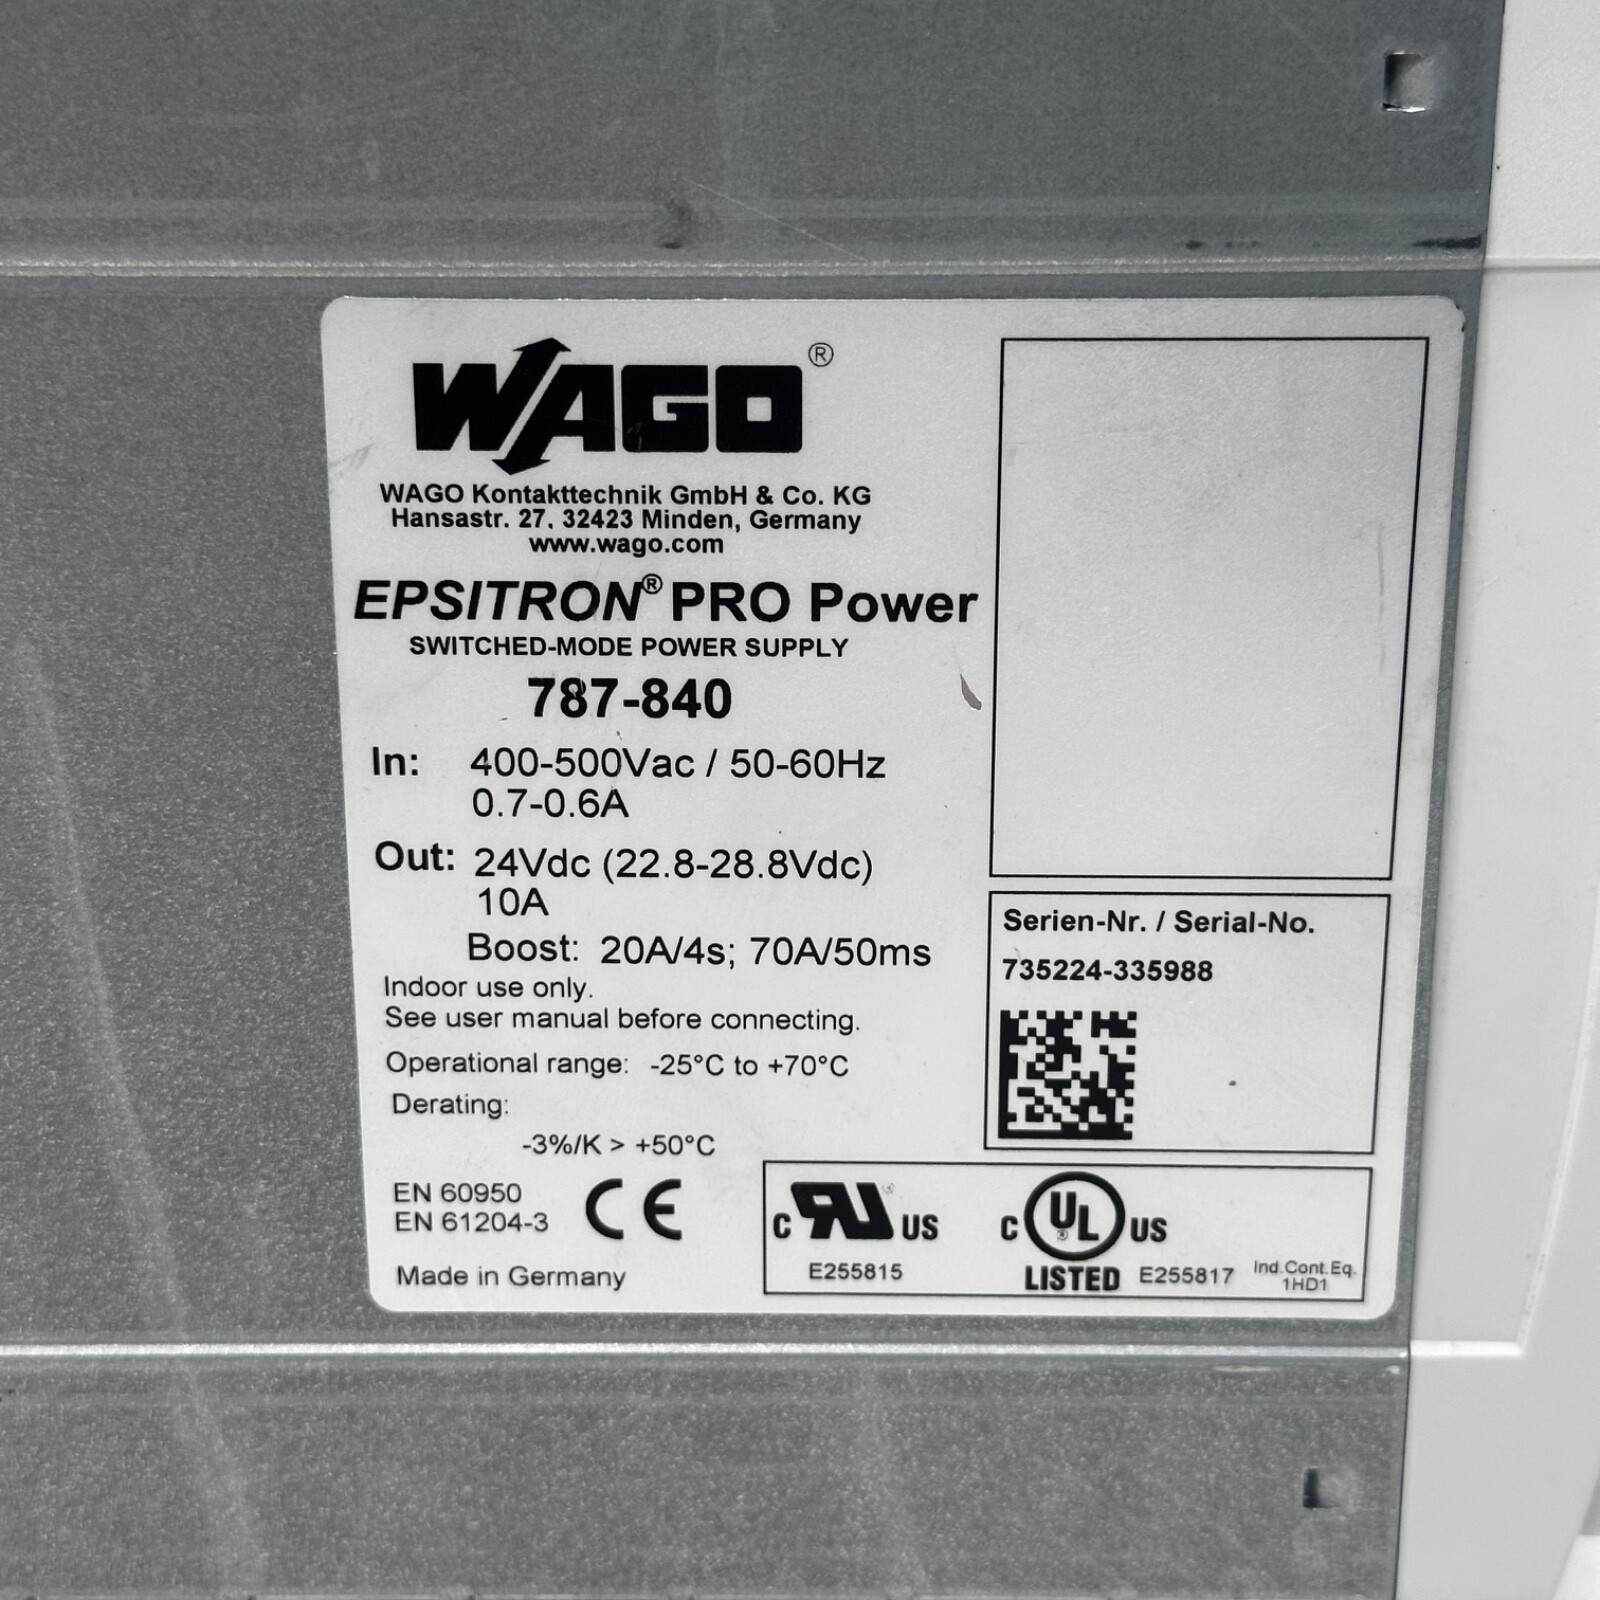 WAGO®
WAGO Kontakttechnik GmbH & Co. KG
Hansastr. 27, 32423 Minden, Germany
www.wago.com
EPSITRON® PRO Power
SWITCHED-MODE POWER SUPPLY
787-840
In: 400-500Vac / 50-60Hz
0.7-0.6A
Out: 24Vdc (22.8-28.8Vdc)
10A
Boost: 20A/4s; 70A/50ms
Indoor use only.
See user manual before connecting.
Operational range: -25°C to +70°C
Derating:
-3%/K > +50°C
EN 60950
EN 61204-3
CE
Made in Germany
Serien-Nr. / Serial-No.
735224-335988
c RU US
E255815
c UL® US
LISTED E255817 Ind.Cont.Eq.
1HD1